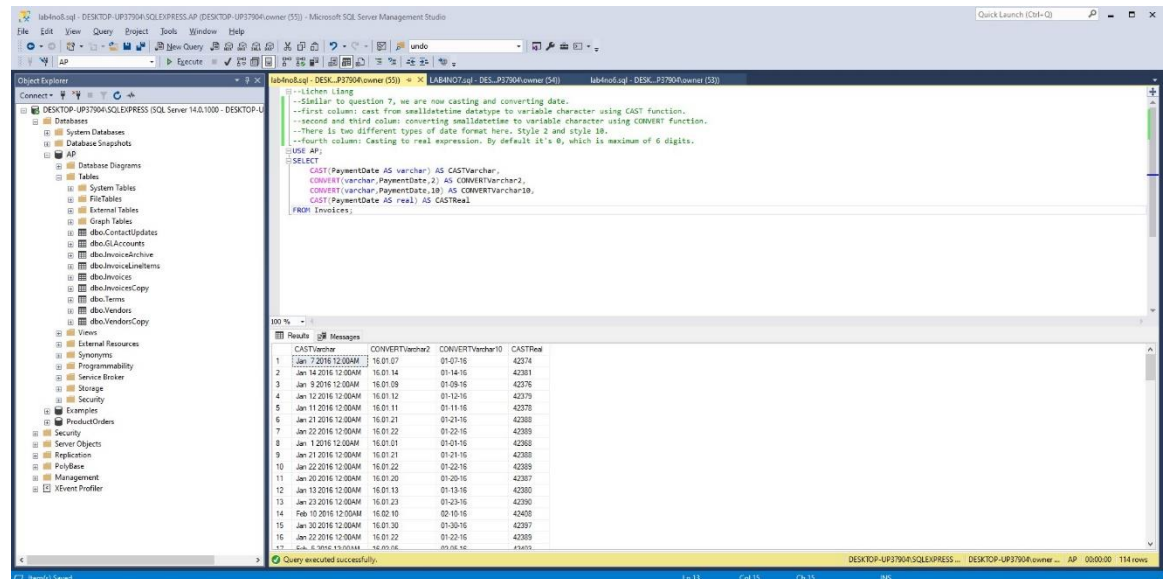 lab4no8.sql - DESKTOP-UP37904\SQLEXPRESS.AP (DESKTOP-UP37904\owner (55)) - Microsoft SQL Server Management Studio
Quick Launch (Ctrl+Q)
File Edit View Query Project Tools Window Help
New Query
undo
AP
Execute
Object Explorer
lab4no8.sql - DESK...P37904\owner (55))
LAB4NO7.sql - DES...P37904\owner (54))
lab4no6.sql - DESK...P37904\owner (53))
Connect
DESKTOP-UP37904\SQLEXPRESS (SQL Server 14.0.1000 - DESKTOP-U
Databases
System Databases
Database Snapshots
AP
Database Diagrams
Tables
System Tables
FileTables
External Tables
Graph Tables
dbo.ContactUpdates
dbo.GLAccounts
dbo.InvoiceArchive
dbo.InvoiceLineItems
dbo.Invoices
dbo.InvoicesCopy
dbo.Terms
dbo.Vendors
dbo.VendorsCopy
Views
External Resources
Synonyms
Programmability
Service Broker
Storage
Security
Examples
ProductOrders
Security
Server Objects
Replication
PolyBase
Management
XEvent Profiler
--Lichen Liang
--Similar to question 7, we are now casting and converting date.
--first column: cast from smalldatetime datatype to variable character using CAST function.
--second and third colum: converting smalldatetime to variable character using CONVERT function.
--There is two different types of date format here. Style 2 and style 10.
--fourth column: Casting to real expression. By default it's 0, which is maximum of 6 digits.
USE AP;
SELECT
CAST(PaymentDate AS varchar) AS CASTVarchar,
CONVERT(varchar,PaymentDate,2) AS CONVERTVarchar2,
CONVERT(varchar,PaymentDate,10) AS CONVERTVarchar10,
CAST(PaymentDate AS real) AS CASTReal
FROM Invoices;
100 %
Results Messages
CASTVarchar CONVERTVarchar2 CONVERTVarchar10 CASTReal
1 Jan 7 2016 12:00AM 16.01.07 01-07-16 42374
2 Jan 14 2016 12:00AM 16.01.14 01-14-16 42381
3 Jan 9 2016 12:00AM 16.01.09 01-09-16 42376
4 Jan 12 2016 12:00AM 16.01.12 01-12-16 42379
5 Jan 11 2016 12:00AM 16.01.11 01-11-16 42378
6 Jan 21 2016 12:00AM 16.01.21 01-21-16 42388
7 Jan 22 2016 12:00AM 16.01.22 01-22-16 42389
8 Jan 1 2016 12:00AM 16.01.01 01-01-16 42368
9 Jan 21 2016 12:00AM 16.01.21 01-21-16 42388
10 Jan 22 2016 12:00AM 16.01.22 01-22-16 42389
11 Jan 20 2016 12:00AM 16.01.20 01-20-16 42387
12 Jan 13 2016 12:00AM 16.01.13 01-13-16 42380
13 Jan 23 2016 12:00AM 16.01.23 01-23-16 42390
14 Feb 10 2016 12:00AM 16.02.10 02-10-16 42408
15 Jan 30 2016 12:00AM 16.01.30 01-30-16 42397
16 Jan 22 2016 12:00AM 16.01.22 01-22-16 42389
17 Feb 5 2016 12:00AM 16.02.05 02-05-16 42403
Query executed successfully.
DESKTOP-UP37904\SQLEXPRESS ... DESKTOP-UP37904\owner ... AP 00:00:00 114 rows
Item(s) Saved
Ln 13 Col 15 Ch 15 INS